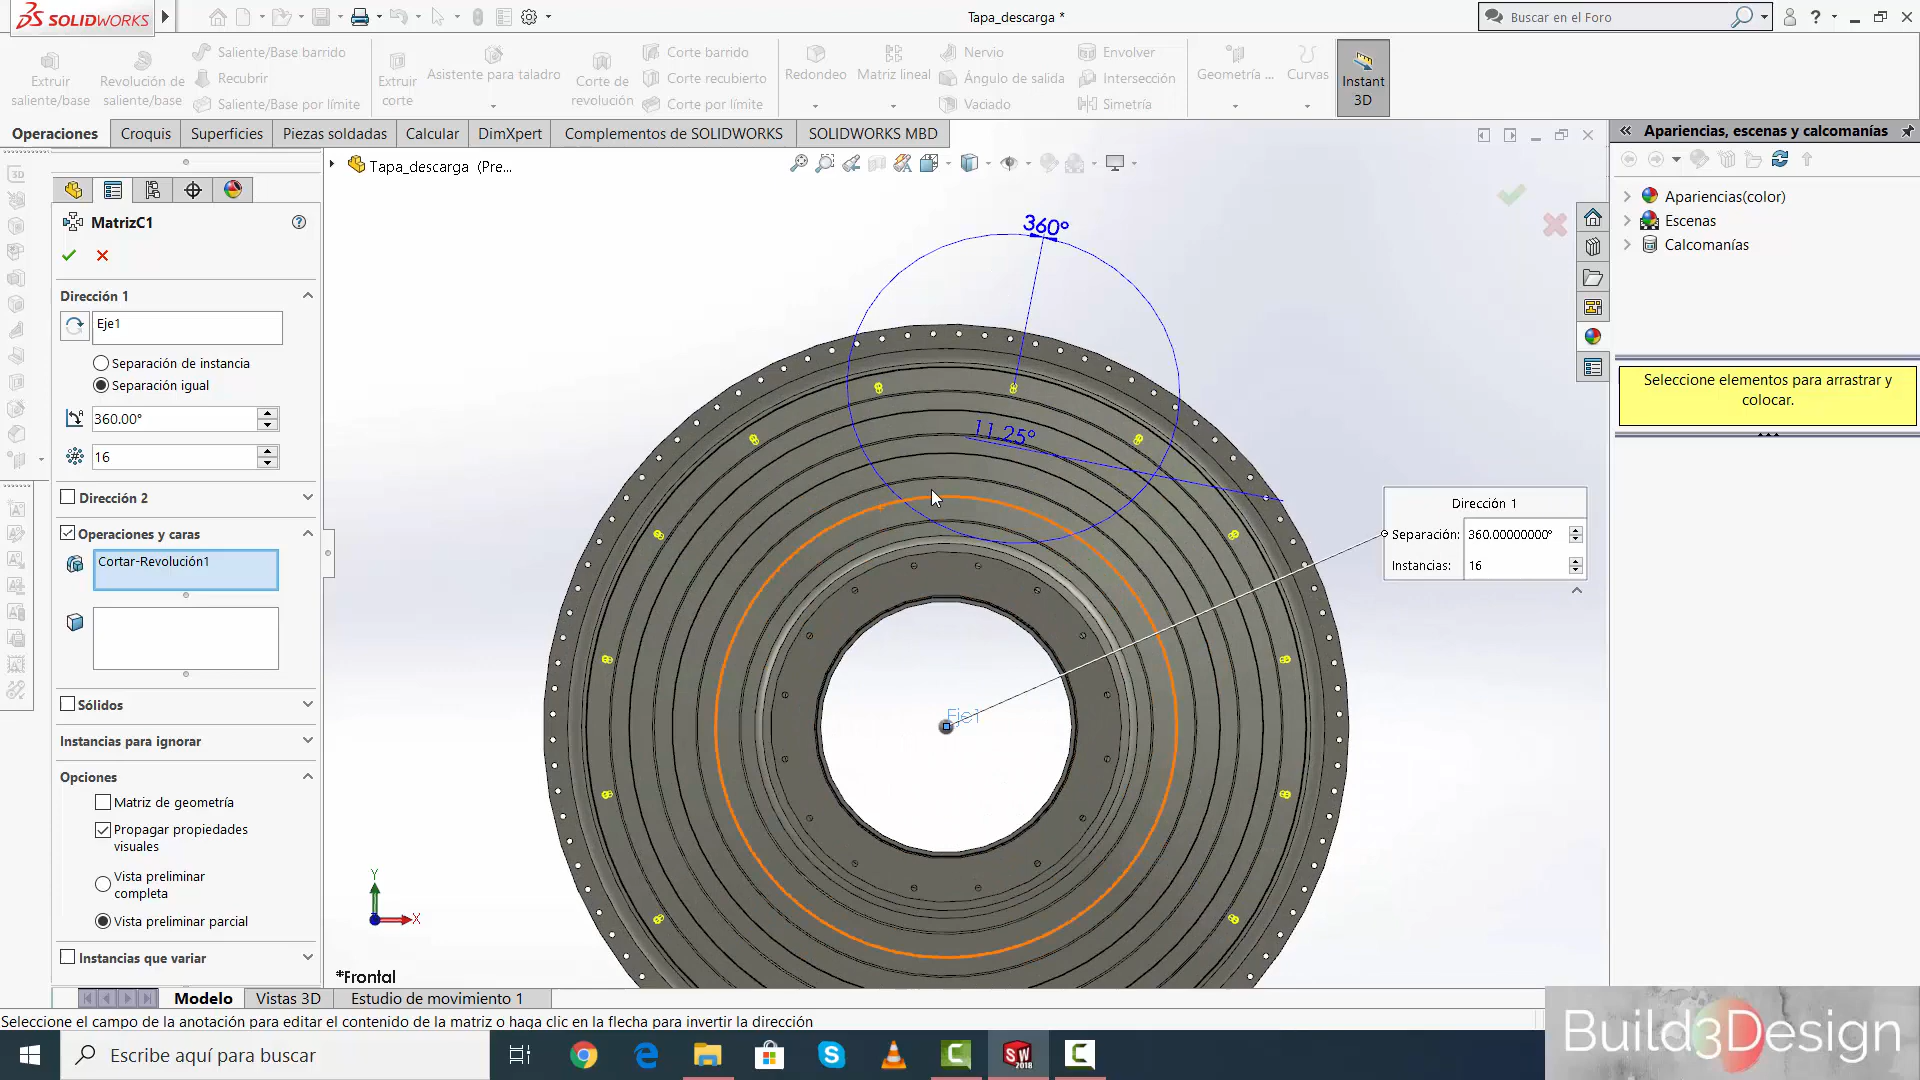 SOLIDWORKS
Tapa_descarga *
Buscar en el Foro
Extruir saliente/base
Revolución de saliente/base
Saliente/Base barrido
Recubrir
Saliente/Base por límite
Extruir corte
Asistente para taladro
Corte de revolución
Corte barrido
Corte recubierto
Corte por límite
Redondeo
Matriz lineal
Nervio
Ángulo de salida
Vaciado
Envolver
Intersección
Simetría
Geometría ...
Curvas
Instant 3D
Operaciones
Croquis
Superficies
Piezas soldadas
Calcular
DimXpert
Complementos de SOLIDWORKS
SOLIDWORKS MBD
Apariencias, escenas y calcomanías
Tapa_descarga (Pre...
Apariencias(color)
Escenas
Calcomanías
MatrizC1
Dirección 1
Eje1
Separación de instancia
Separación igual
360.00°
16
Dirección 2
Operaciones y caras
Cortar-Revolución1
Sólidos
Instancias para ignorar
Opciones
Matriz de geometría
Propagar propiedades
visuales
Vista preliminar
completa
Vista preliminar parcial
Instancias que variar
360°
11.25°
Eje1
Dirección 1
Separación: 360.00000000°
Instancias: 16
Seleccione elementos para arrastrar y
colocar.
Y
X
*Frontal
Modelo
Vistas 3D
Estudio de movimiento 1
Seleccione el campo de la anotación para editar el contenido de la matriz o haga clic en la flecha para invertir la dirección
Escribe aquí para buscar
SW
2018
Build3Design